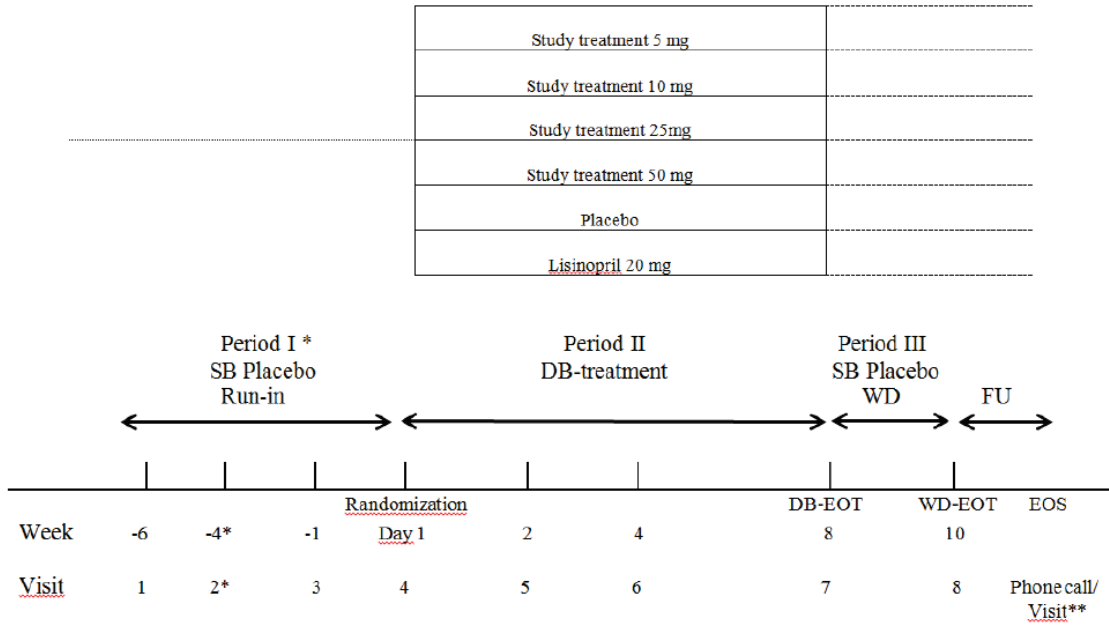 Study treatment 5 mg
Study treatment 10 mg
Study treatment 25mg
Study treatment 50 mg
Placebo
Lisinopril 20 mg
Period I *
SB Placebo
Run-in
Period II
DB-treatment
Period III
SB Placebo
WD
FU
Randomization DB-EOT WD-EOT EOS
Week -6 -4* -1 Day 1 2 4 8 10
Visit 1 2* 3 4 5 6 7 8 Phone call/
Visit**